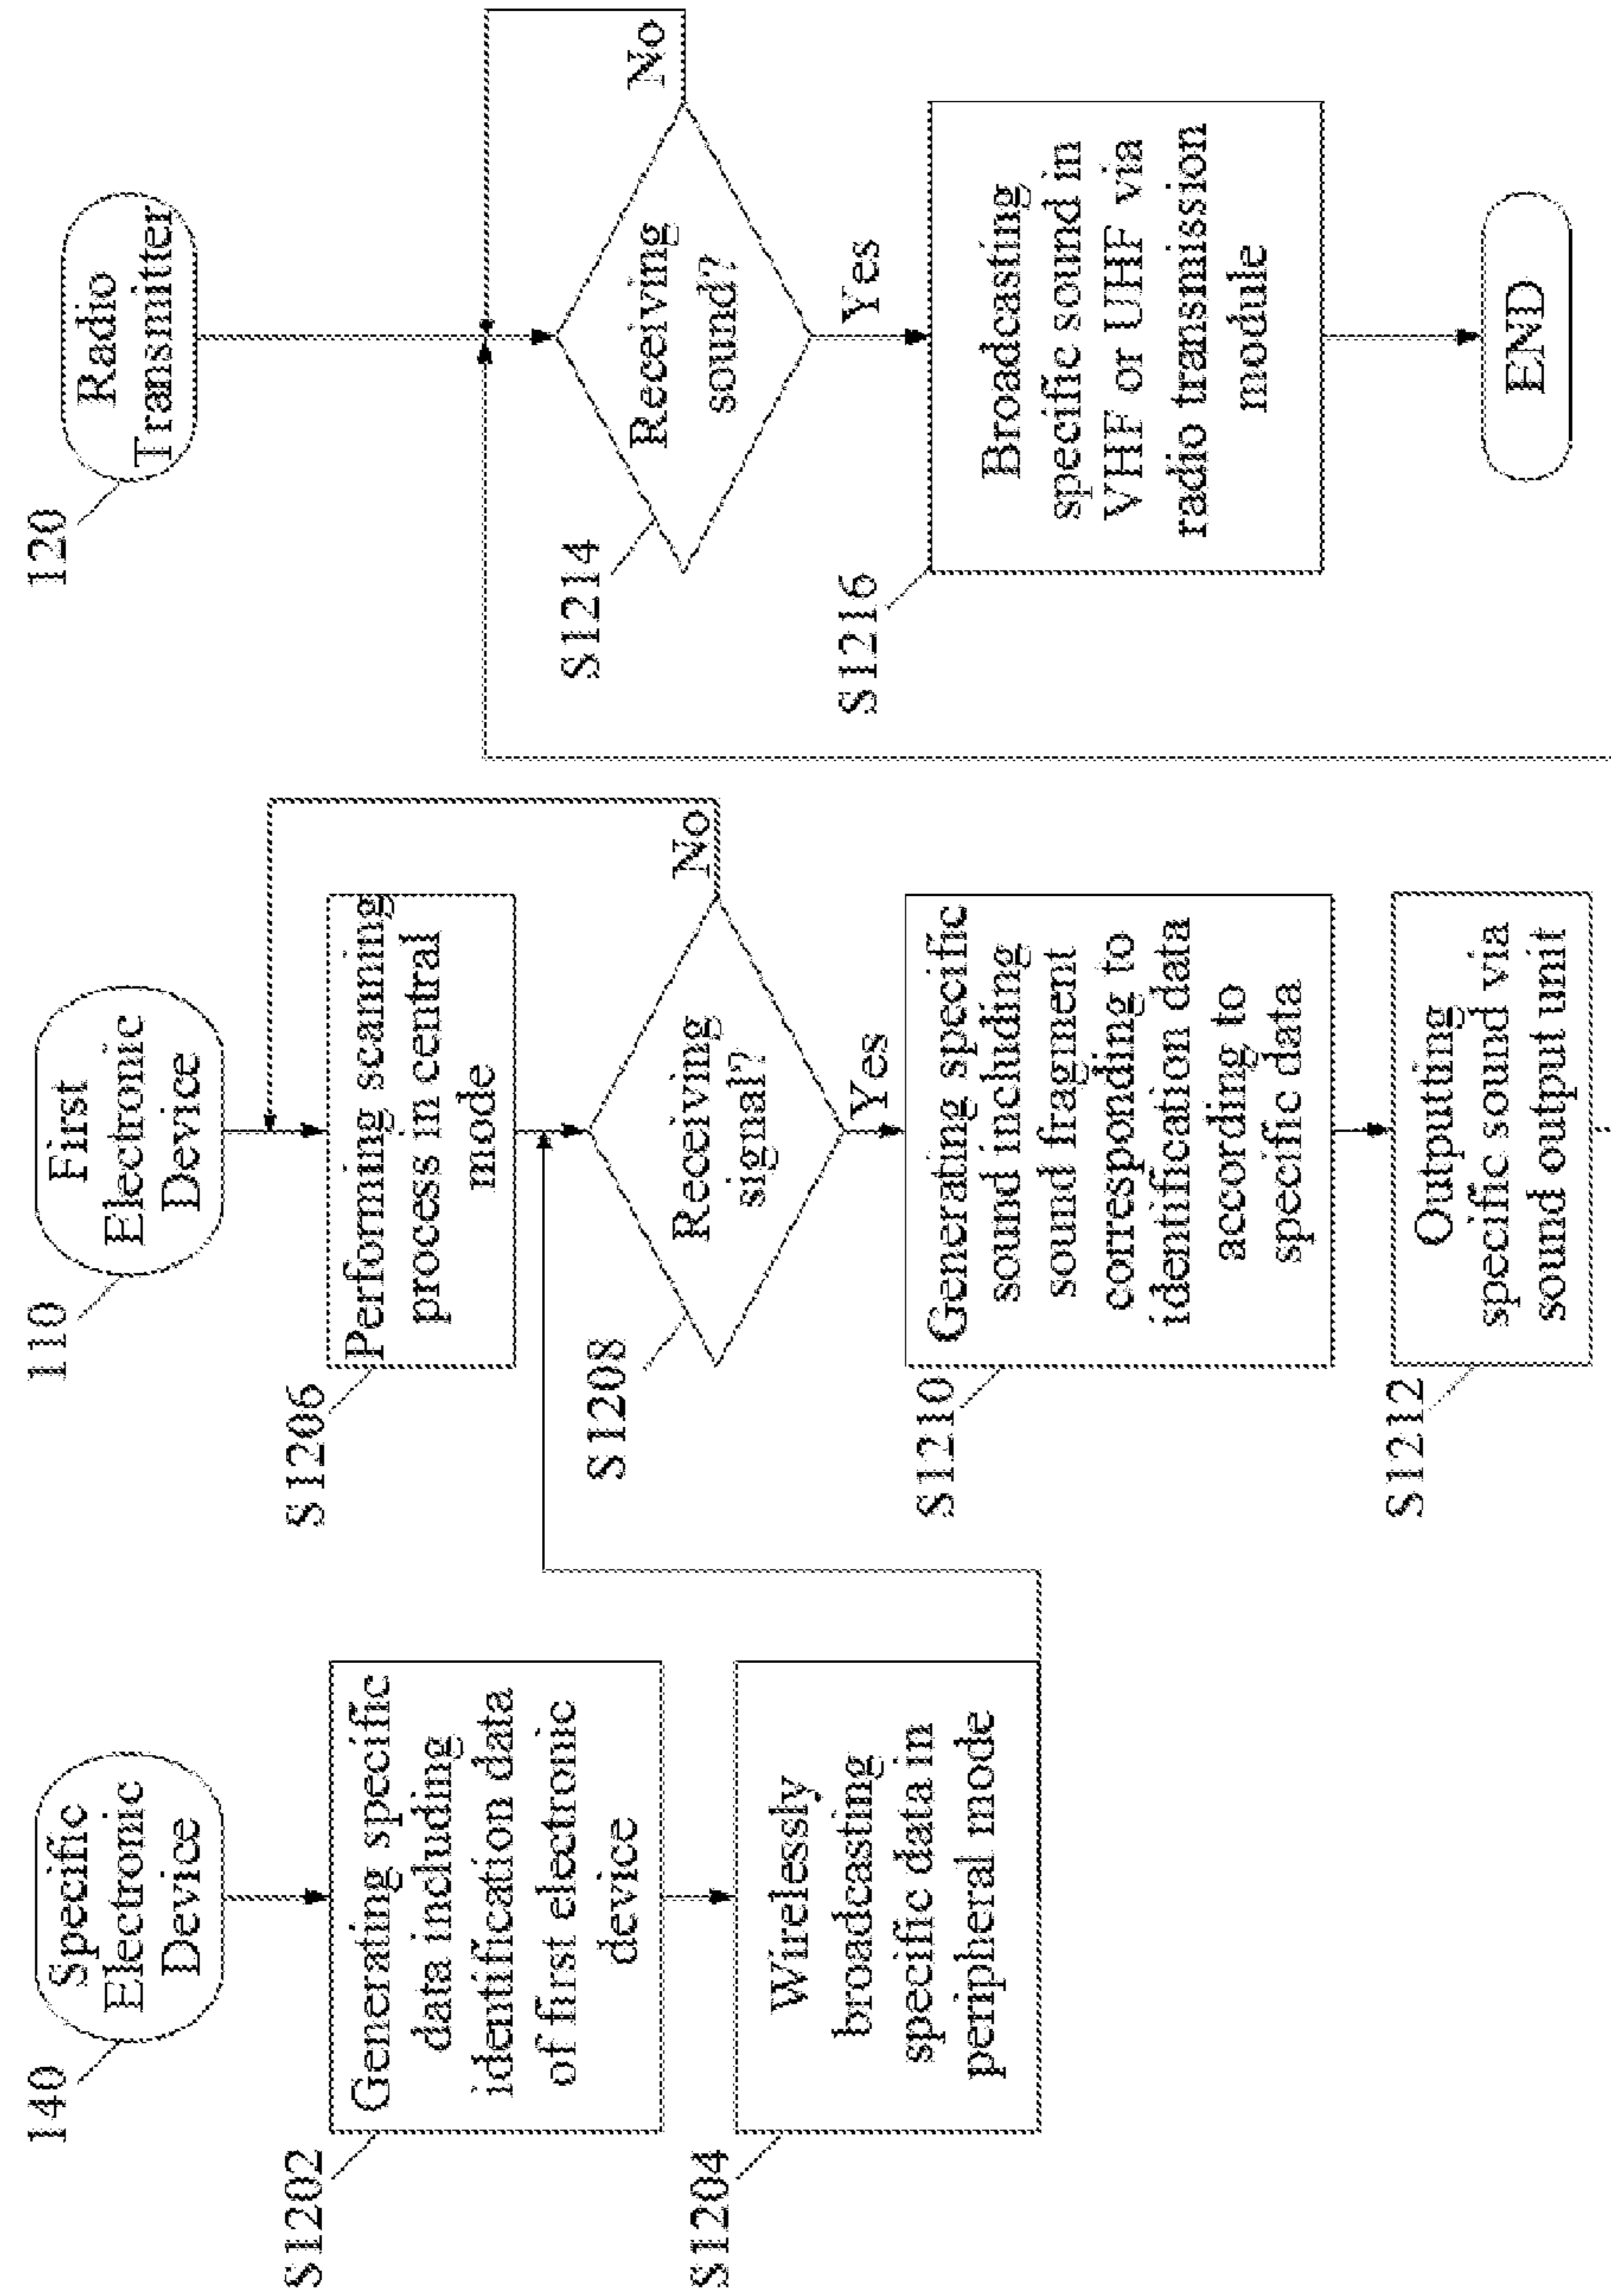 140
Specific
Electronic
Device
S1202
Generating specific
data including
identification data
of first electronic
device
S1204
Wirelessly
broadcasting
specific data in
peripheral mode
110
First
Electronic
Device
S1206
Performing scanning
process in central
mode
S1208
Receiving
signal?
No
Yes
S1210
Generating specific
sound including
sound fragment
corresponding to
identification data
according to
specific data
S1212
Outputting
specific sound via
sound output unit
120
Radio
Transmitter
S1214
Receiving
sound?
No
Yes
S1216
Broadcasting
specific sound in
VHF or UHF via
radio transmission
module
END